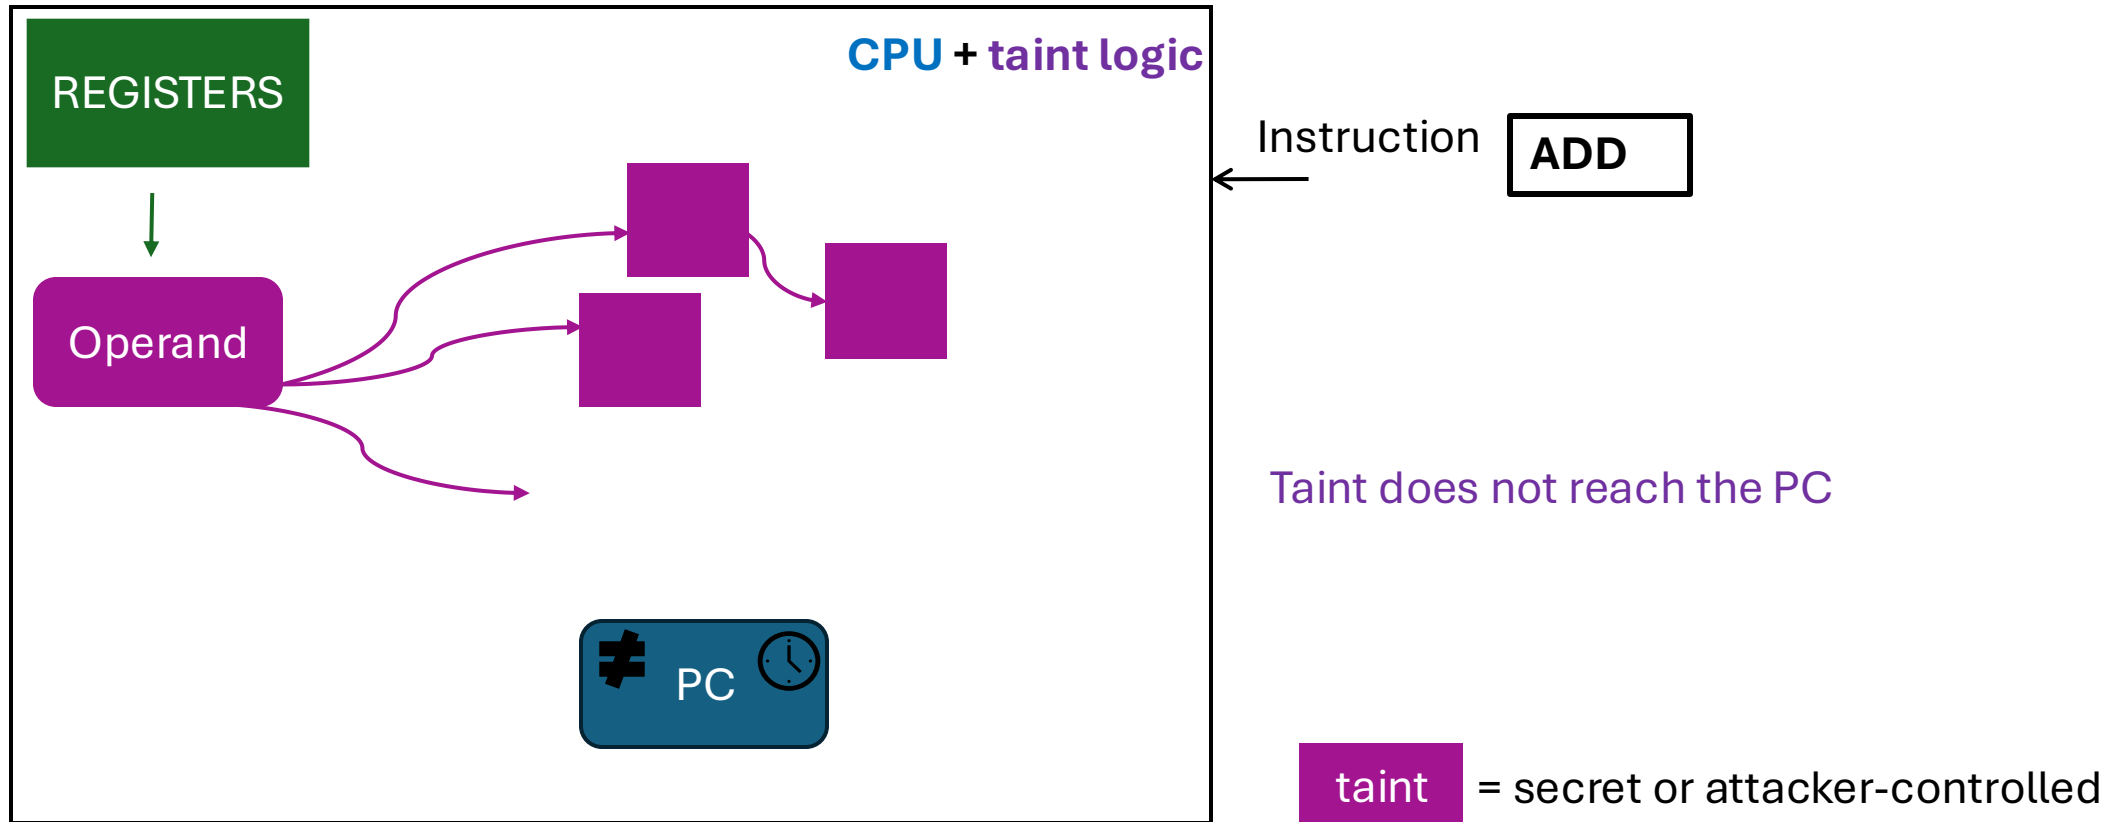 REGISTERS
CPU + taint logic
Instruction
ADD
Operand
Taint does not reach the PC
≠
PC
taint
= secret or attacker-controlled